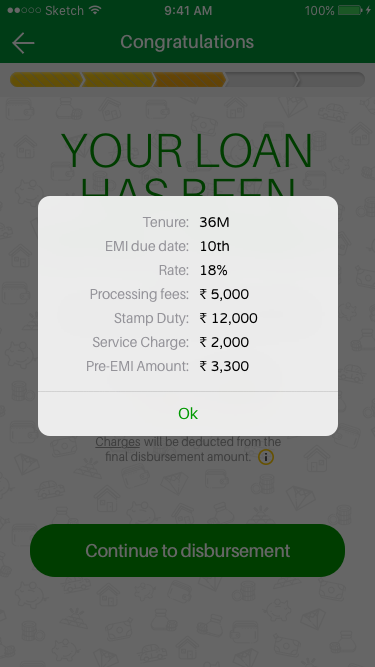 Sketch 9:41 AM 100%
Congratulations
YOUR LOAN
HAS BEEN
Tenure: 36M
EMI due date: 10th
Rate: 18%
Processing fees: ₹ 5,000
Stamp Duty: ₹ 12,000
Service Charge: ₹ 2,000
Pre-EMI Amount: ₹ 3,300
Ok
Charges will be deducted from the
final disbursement amount.
Continue to disbursement